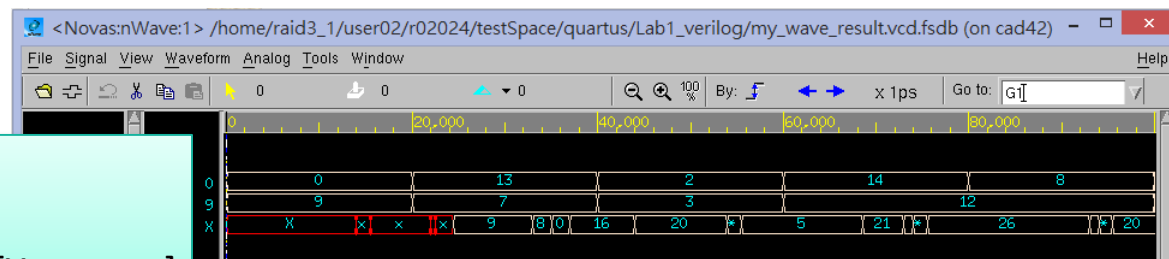 <Novas:nWave:1> /home/raid3_1/user02/r02024/testSpace/quartus/Lab1_verilog/my_wave_result.vcd.fsdb (on cad42)
File Signal View Waveform Analog Tools Window Help
0 0 0 100% By: x 1ps Go to: G1
0 20,000 40,000 60,000 80,000
0 0 13 2 14 8
9 9 7 3 12
X X x x x 9 8 0 16 20 * 5 21 * 26 * 20